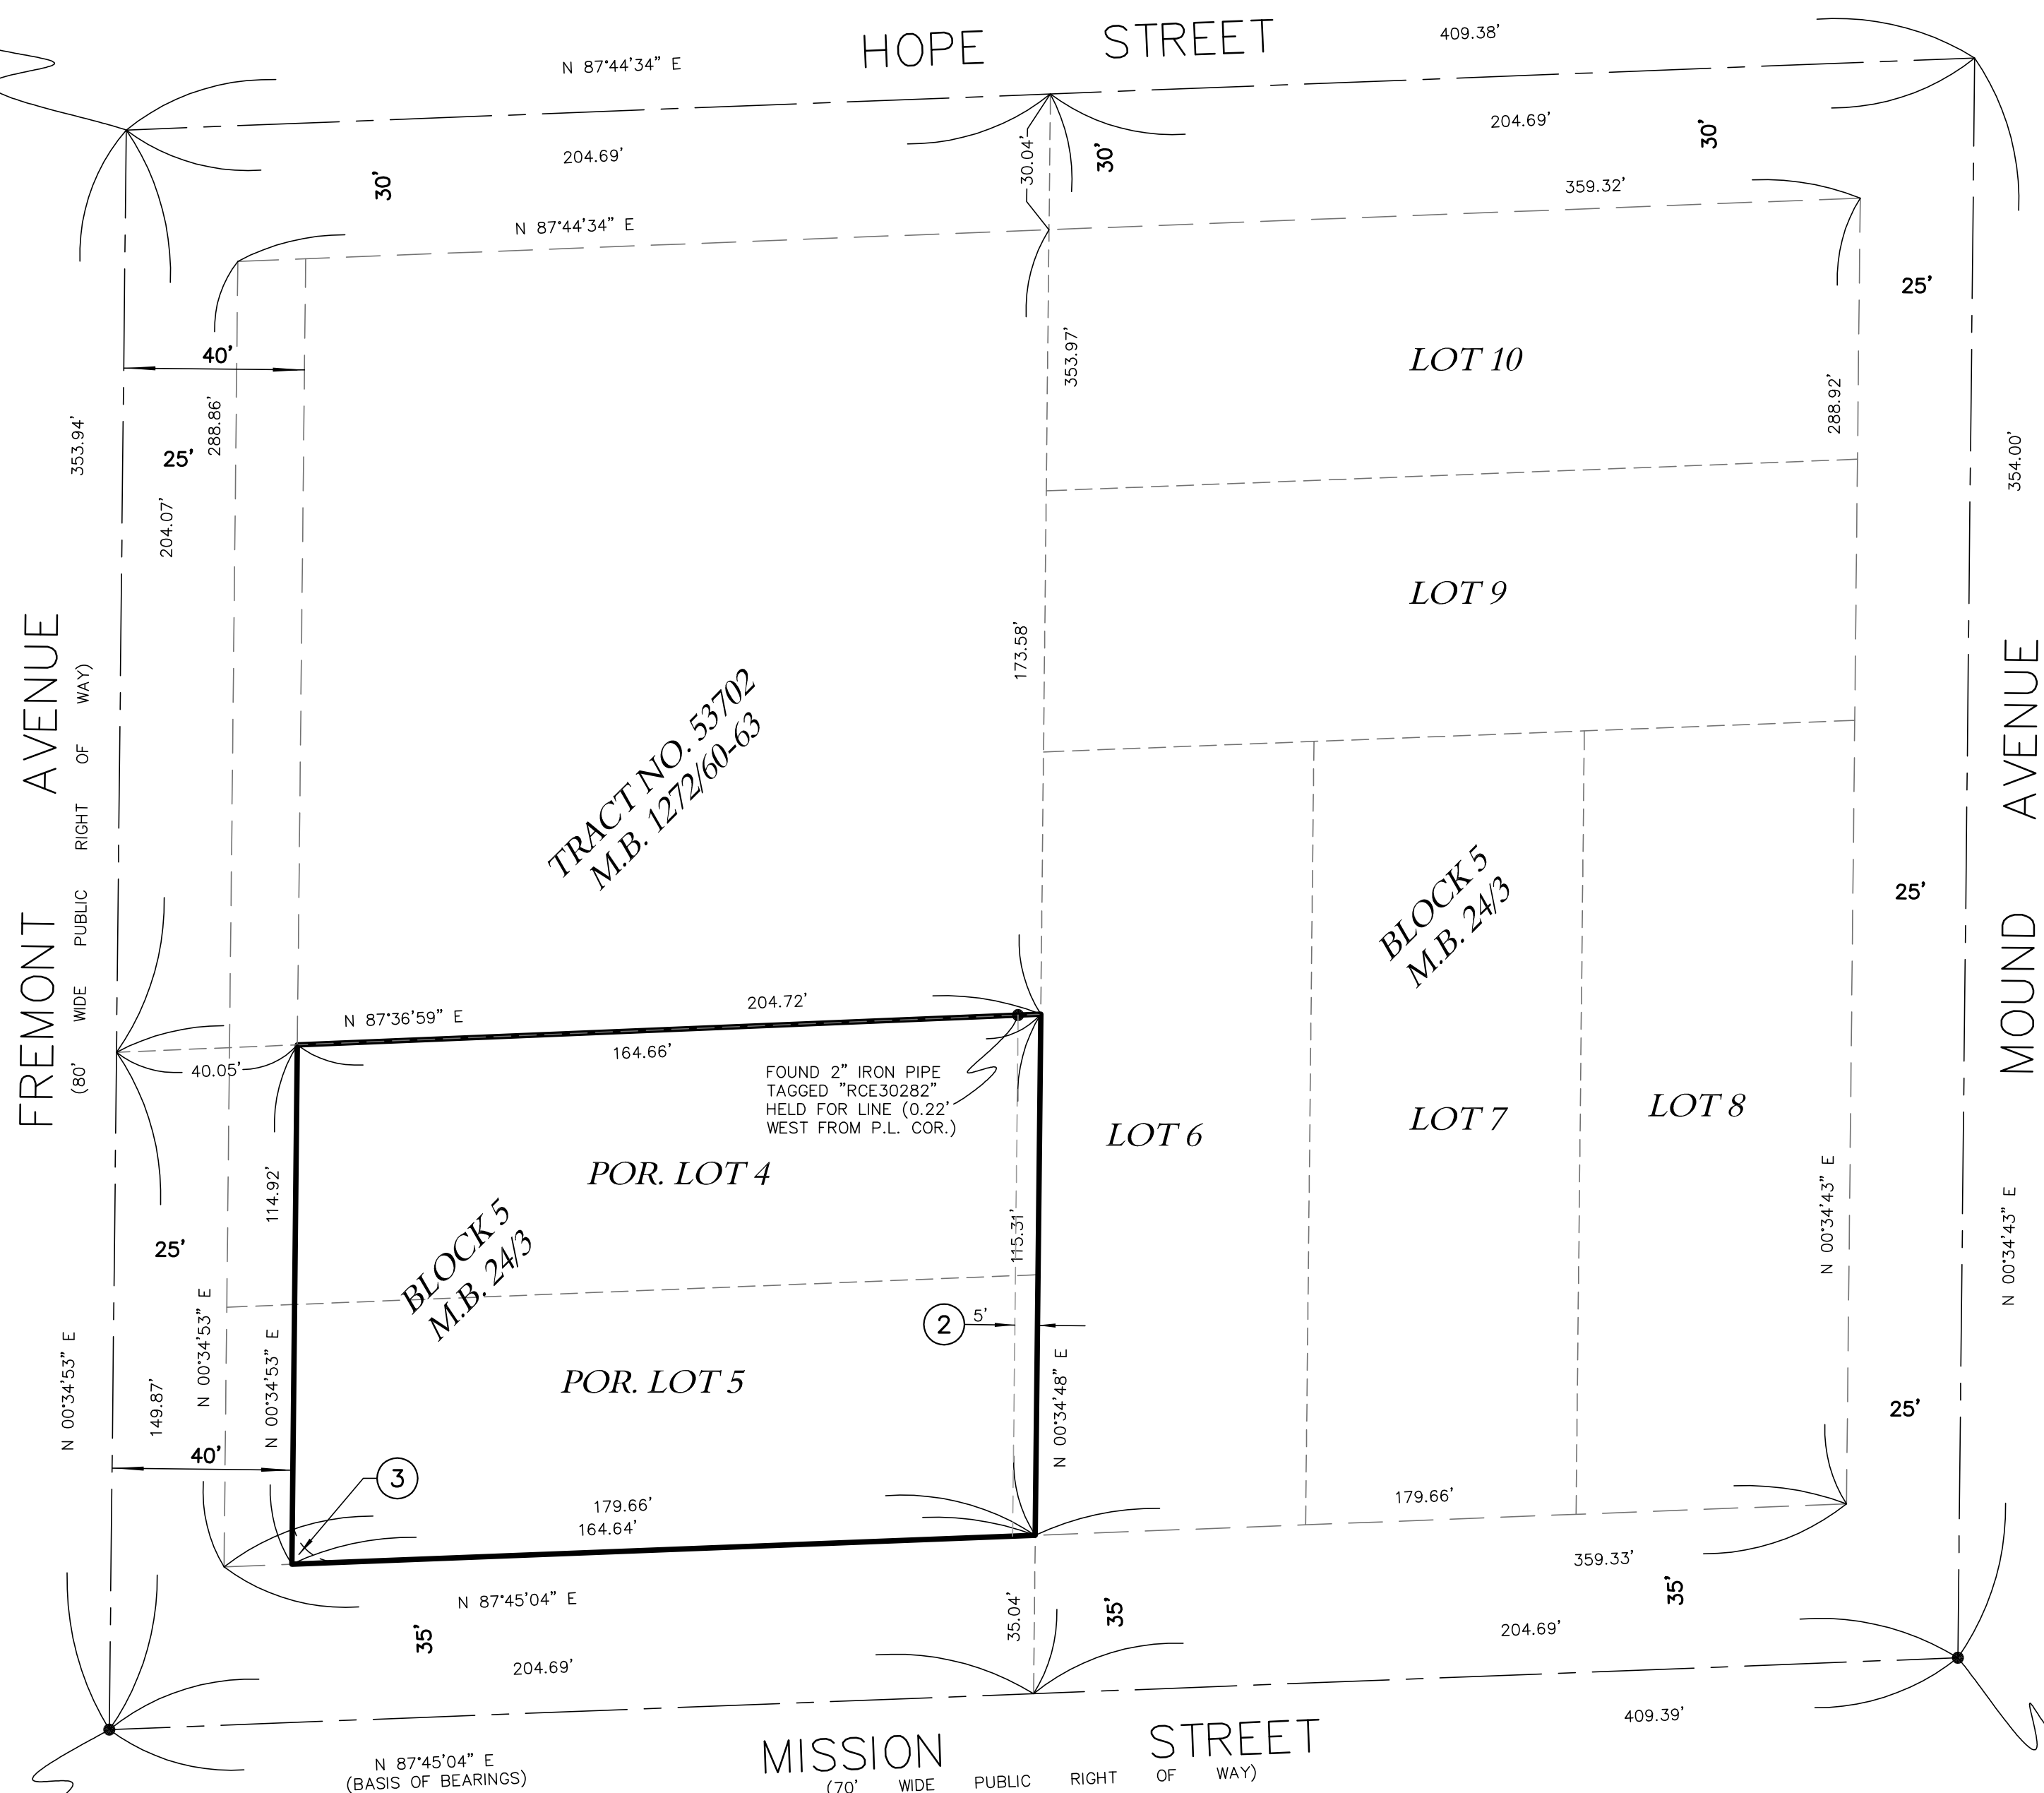 HOPE STREET
409.38'
N 87°44'34" E
204.69'
204.69'
30'
30.04'
30'
30'
359.32'
N 87°44'34" E
25'
40'
353.97'
LOT 10
288.92'
288.86'
353.94'
25'
354.00'
204.07'
LOT 9
173.58'
FREMONT AVENUE
(80' WIDE PUBLIC RIGHT OF WAY)
MOUND AVENUE
TRACT NO. 53702
M.B. 1272/60-63
BLOCK 5
M.B. 24/3
25'
N 87°36'59" E
204.72'
164.66'
40.05'
FOUND 2" IRON PIPE
TAGGED "RCE30282"
HELD FOR LINE (0.22'
WEST FROM P.L. COR.)
LOT 6
LOT 7
LOT 8
POR. LOT 4
114.92'
115.31'
N 00°34'43" E
N 00°34'43" E
25'
BLOCK 5
M.B. 24/3
2
5'
N 00°34'53" E
N 00°34'53" E
N 00°34'53" E
149.87'
POR. LOT 5
N 00°34'48" E
25'
40'
3
179.66'
164.64'
179.66'
359.33'
N 87°45'04" E
35.04'
35'
35'
35'
204.69'
204.69'
409.39'
MISSION STREET
(70' WIDE PUBLIC RIGHT OF WAY)
N 87°45'04" E
(BASIS OF BEARINGS)